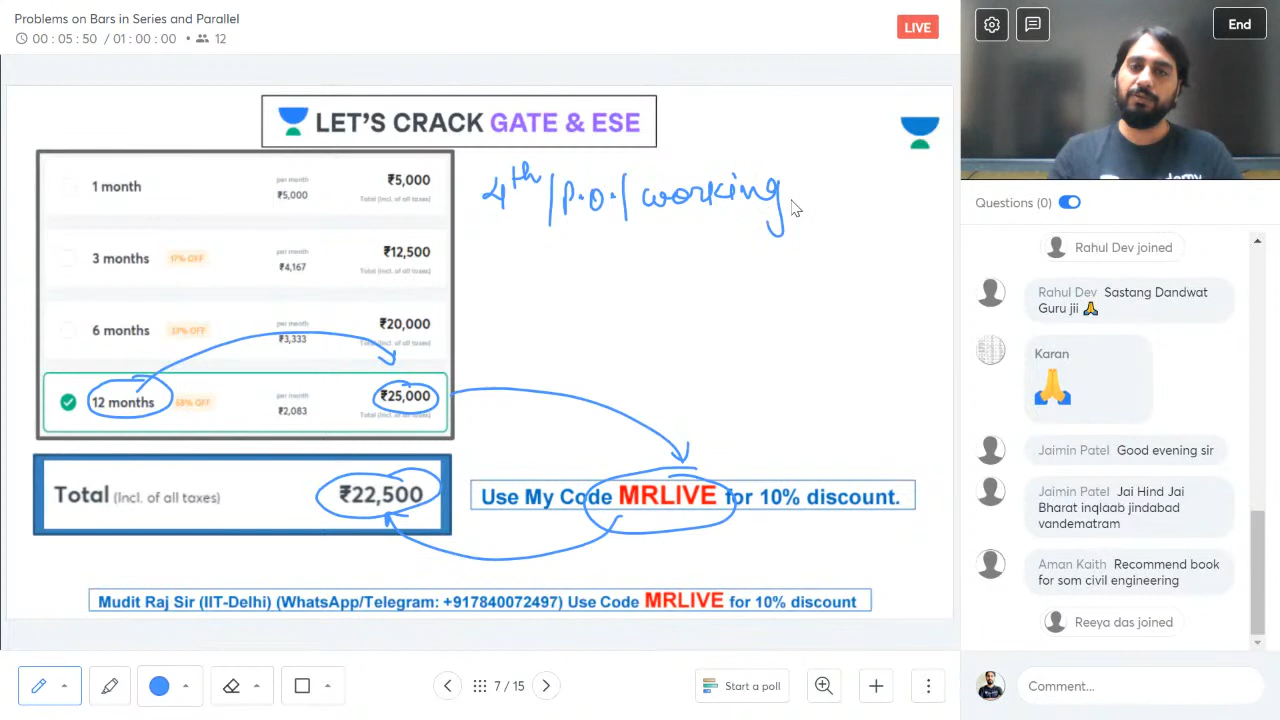 Problems on Bars in Series and Parallel
00 : 05 : 50 / 01 : 00 : 00 • 12
LIVE
End
LET'S CRACK GATE & ESE
1 month per month ₹5,000 ₹5,000 Total (Incl. of all taxes)
3 months 17% OFF per month ₹4,167 ₹12,500 Total (Incl. of all taxes)
6 months 33% OFF per month ₹3,333 ₹20,000 Total (Incl. of all taxes)
12 months 58% OFF per month ₹2,083 ₹25,000 Total (Incl. of all taxes)
4th / P.O. / working
Total (Incl. of all taxes) ₹22,500
Use My Code MRLIVE for 10% discount.
Mudit Raj Sir (IIT-Delhi) (WhatsApp/Telegram: +917840072497) Use Code MRLIVE for 10% discount
Questions (0)
Rahul Dev joined
Rahul Dev Sastang Dandwat
Guru jii 🙏
Karan
🙏
Jaimin Patel Good evening sir
Jaimin Patel Jai Hind Jai
Bharat inqlaab jindabad
vandematram
Aman Kaith Recommend book
for som civil engineering
Reeya das joined
7 / 15
Start a poll
Comment...